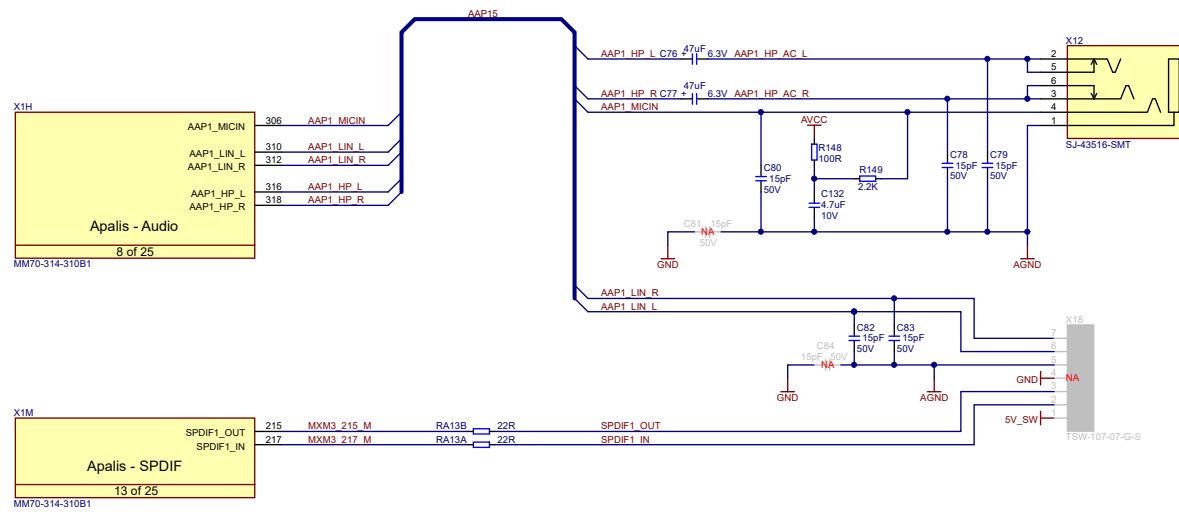 AAP15
X1H
AAP1_MICIN 306 AAP1_MICIN
AAP1_LIN_L 310 AAP1_LIN_L
AAP1_LIN_R 312 AAP1_LIN_R
AAP1_HP_L 316 AAP1_HP_L
AAP1_HP_R 318 AAP1_HP_R
Apalis - Audio
8 of 25
MM70-314-310B1
AAP1_HP_L C76 + 47uF 6.3V AAP1_HP_AC_L
AAP1_HP_R C77 + 47uF 6.3V AAP1_HP_AC_R
AAP1_MICIN
X12
2
5
6
3
4
1
SJ-43516-SMT
AVCC
R148
100R
R149
2.2K
C80
15pF
50V
C132
4.7uF
10V
C78
15pF
50V
C79
15pF
50V
C81 15pF
NA
50V
GND
AGND
AAP1_LIN_R
AAP1_LIN_L
C82
15pF
50V
C83
15pF
50V
C84
15pF 50V
NA
GND
AGND
X18
7
6
5
4
3
2
1
GND
NA
5V_SW
TSW-107-07-G-S
X1M
SPDIF1_OUT 215 MXM3_215_M RA13B 22R SPDIF1_OUT
SPDIF1_IN 217 MXM3_217_M RA13A 22R SPDIF1_IN
Apalis - SPDIF
13 of 25
MM70-314-310B1